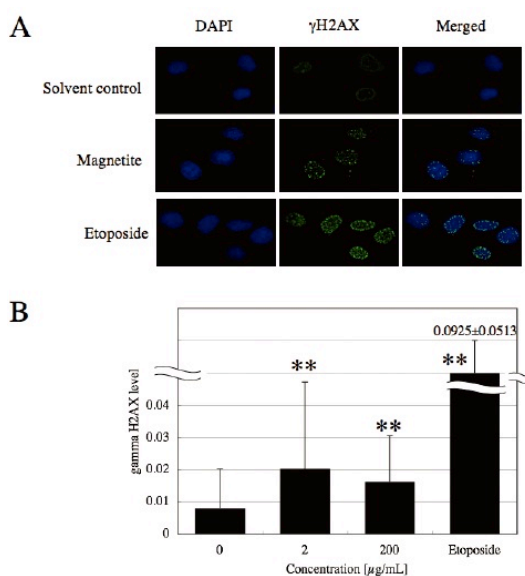 A
DAPI γH2AX Merged
Solvent control
Magnetite
Etoposide
B
0.0925±0.0513
** ** **
gamma H2AX level
0.04
0.03
0.02
0.01
0
0 2 200 Etoposide
Concentration [µg/mL]